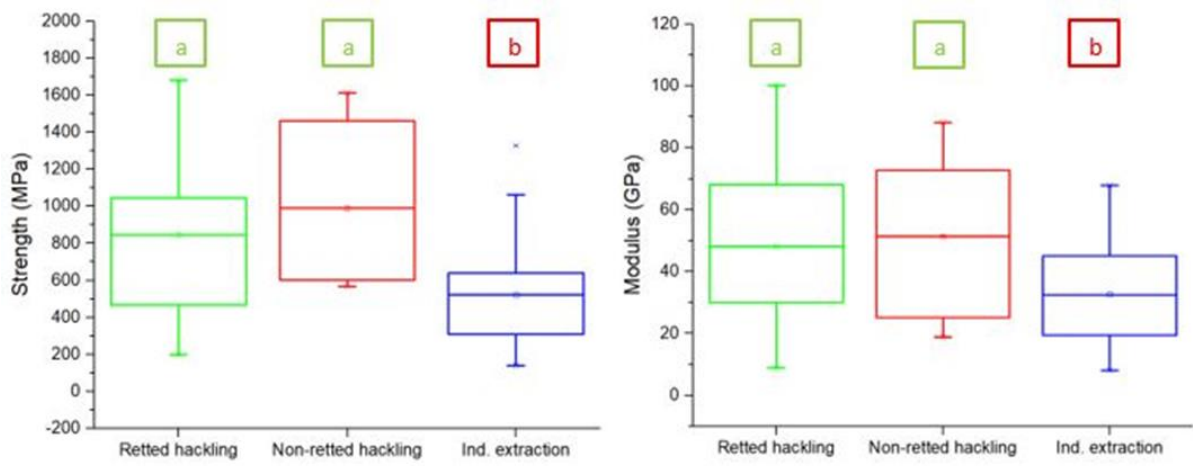 Strength (MPa)
2000
1800
1600
1400
1200
1000
800
600
400
200
0
-200
a
a
b
Retted hackling
Non-retted hackling
Ind. extraction
Modulus (GPa)
120
100
80
60
40
20
0
a
a
b
Retted hackling
Non-retted hackling
Ind. extraction